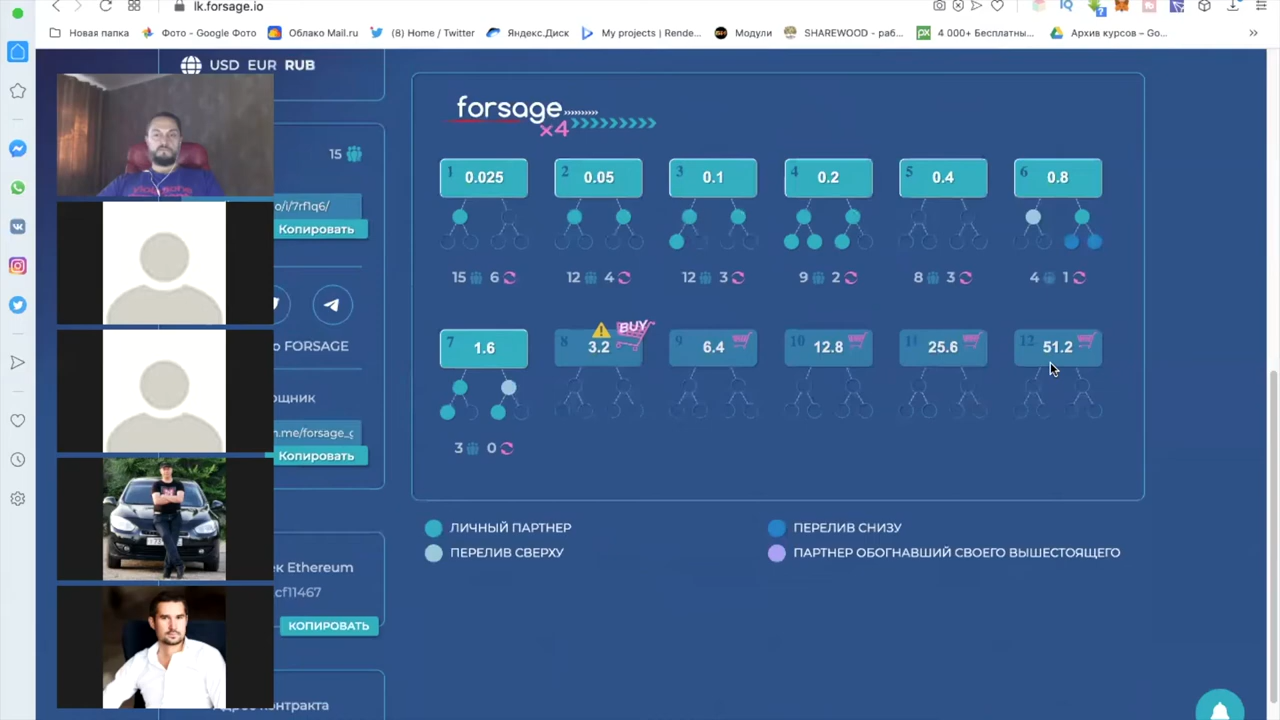 lk.forsage.io
Новая папка
Фото - Google Фото
Облако Mail.ru
(8) Home / Twitter
Яндекс.Диск
My projects | Rende...
Модули
SHAREWOOD - раб...
4 000+ Бесплатны...
Архив курсов – Go...
USD EUR RUB
15
o/i/7rf1q6/
Копировать
о FORSAGE
ощник
Копировать
ек Ethereum
cf11467
КОПИРОВАТЬ
Адрес контракта
forsage
x4
1 0.025
2 0.05
3 0.1
4 0.2
5 0.4
6 0.8
15 6
12 4
12 3
9 2
8 3
4 1
7 1.6
8 3.2 BUY
9 6.4
10 12.8
11 25.6
12 51.2
3 0
ЛИЧНЫЙ ПАРТНЕР
ПЕРЕЛИВ СНИЗУ
ПЕРЕЛИВ СВЕРХУ
ПАРТНЕР ОБОГНАВШИЙ СВОЕГО ВЫШЕСТОЯЩЕГО